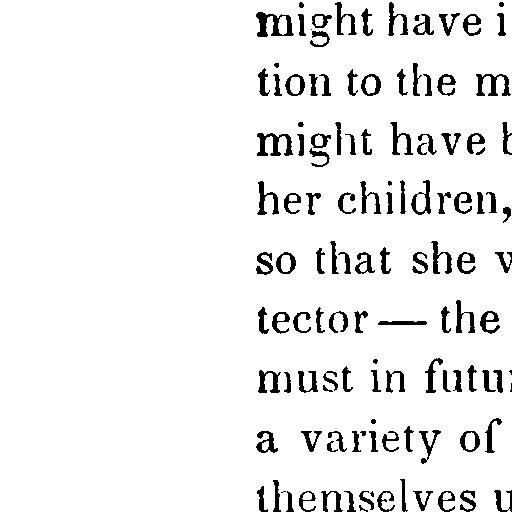 might have i
tion to the m
might have b
her children,
so that she w
tector — the
must in futur
a variety of
themselves u